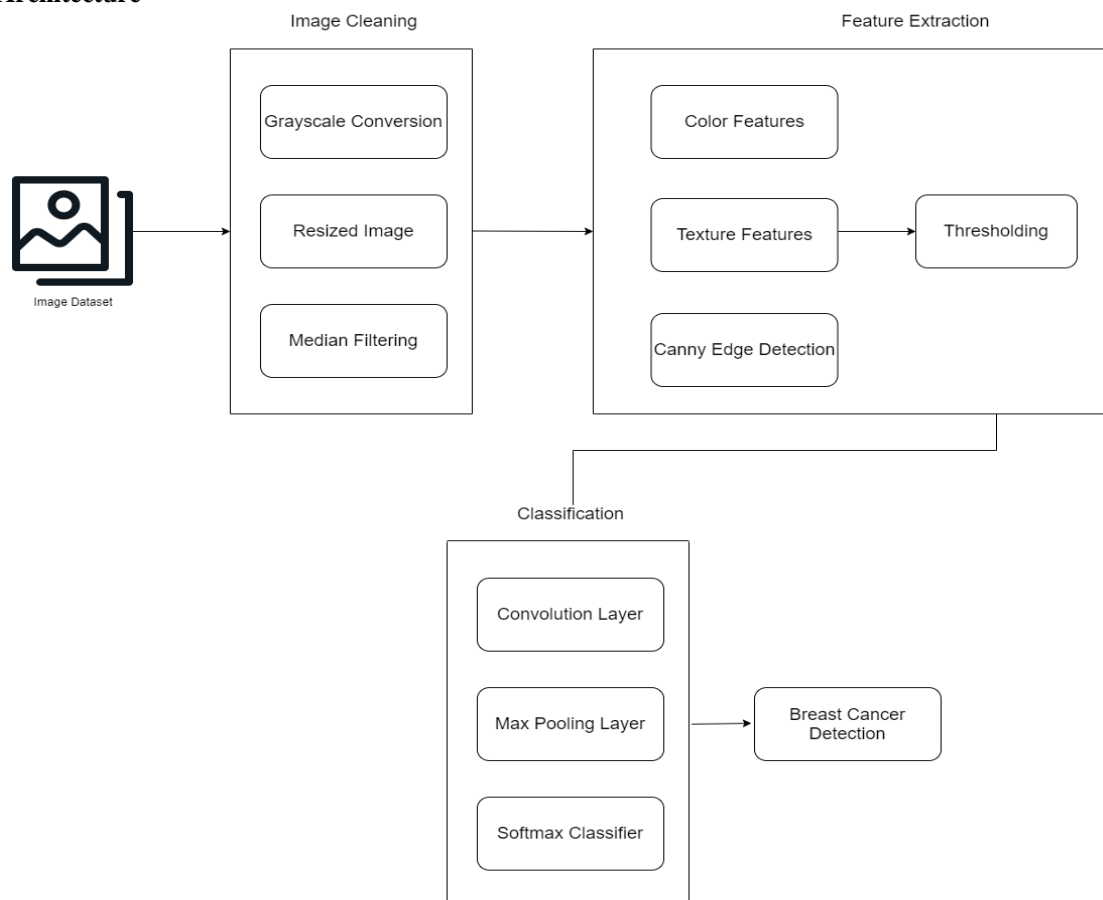 Architecture
Image Cleaning
Feature Extraction
Grayscale Conversion
Resized Image
Median Filtering
Image Dataset
Color Features
Texture Features
Thresholding
Canny Edge Detection
Classification
Convolution Layer
Max Pooling Layer
Softmax Classifier
Breast Cancer
Detection